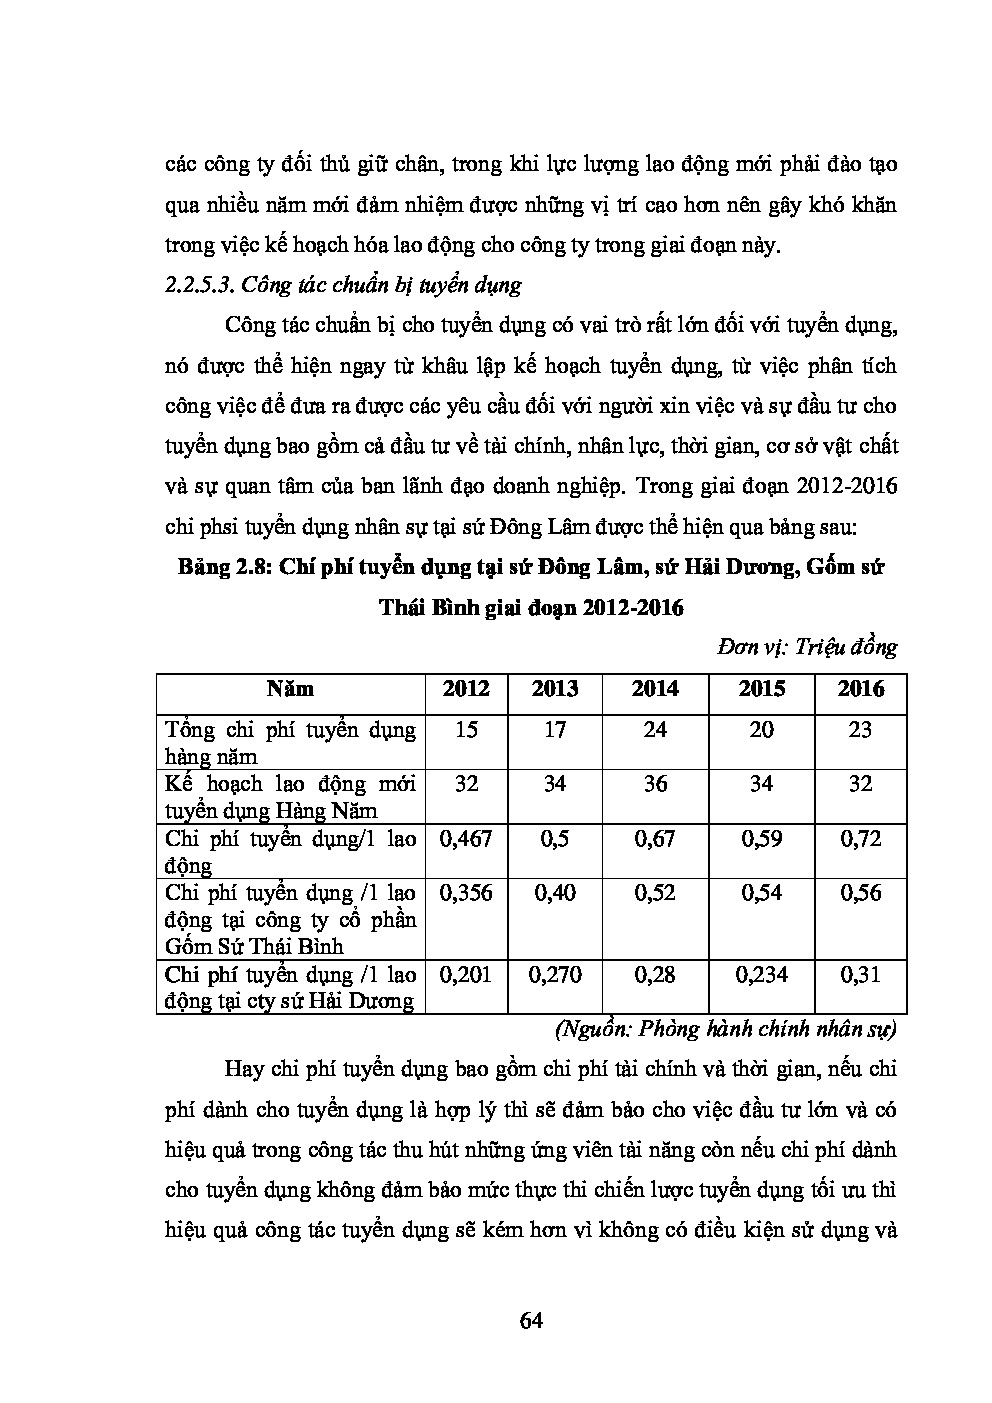 các công ty đối thủ giữ chân, trong khi lực lượng lao động mới phải đào tạo
qua nhiều năm mới đảm nhiệm được những vị trí cao hơn nên gây khó khăn
trong việc kế hoạch hóa lao động cho công ty trong giai đoạn này.
2.2.5.3. Công tác chuẩn bị tuyển dụng
Công tác chuẩn bị cho tuyển dụng có vai trò rất lớn đối với tuyển dụng,
nó được thể hiện ngay từ khâu lập kế hoạch tuyển dụng, từ việc phân tích
công việc để đưa ra được các yêu cầu đối với người xin việc và sự đầu tư cho
tuyển dụng bao gồm cả đầu tư về tài chính, nhân lực, thời gian, cơ sở vật chất
và sự quan tâm của ban lãnh đạo doanh nghiệp. Trong giai đoạn 2012-2016
chi phsi tuyển dụng nhân sự tại sứ Đông Lâm được thể hiện qua bảng sau:
Bảng 2.8: Chí phí tuyển dụng tại sứ Đông Lâm, sứ Hải Dương, Gốm sứ
Thái Bình giai đoạn 2012-2016
Đơn vị: Triệu đồng
Năm 2012 2013 2014 2015 2016
Tổng chi phí tuyển dụng 15 17 24 20 23
hàng năm
Kế hoạch lao động mới 32 34 36 34 32
tuyển dụng Hàng Năm
Chi phí tuyển dụng/1 lao 0,467 0,5 0,67 0,59 0,72
động
Chi phí tuyển dụng /1 lao 0,356 0,40 0,52 0,54 0,56
động tại công ty cổ phần
Gốm Sứ Thái Bình
Chi phí tuyển dụng /1 lao 0,201 0,270 0,28 0,234 0,31
động tại cty sứ Hải Dương
(Nguồn: Phòng hành chính nhân sự)
Hay chi phí tuyển dụng bao gồm chi phí tài chính và thời gian, nếu chi
phí dành cho tuyển dụng là hợp lý thì sẽ đảm bảo cho việc đầu tư lớn và có
hiệu quả trong công tác thu hút những ứng viên tài năng còn nếu chi phí dành
cho tuyển dụng không đảm bảo mức thực thi chiến lược tuyển dụng tối ưu thì
hiệu quả công tác tuyển dụng sẽ kém hơn vì không có điều kiện sử dụng và
64